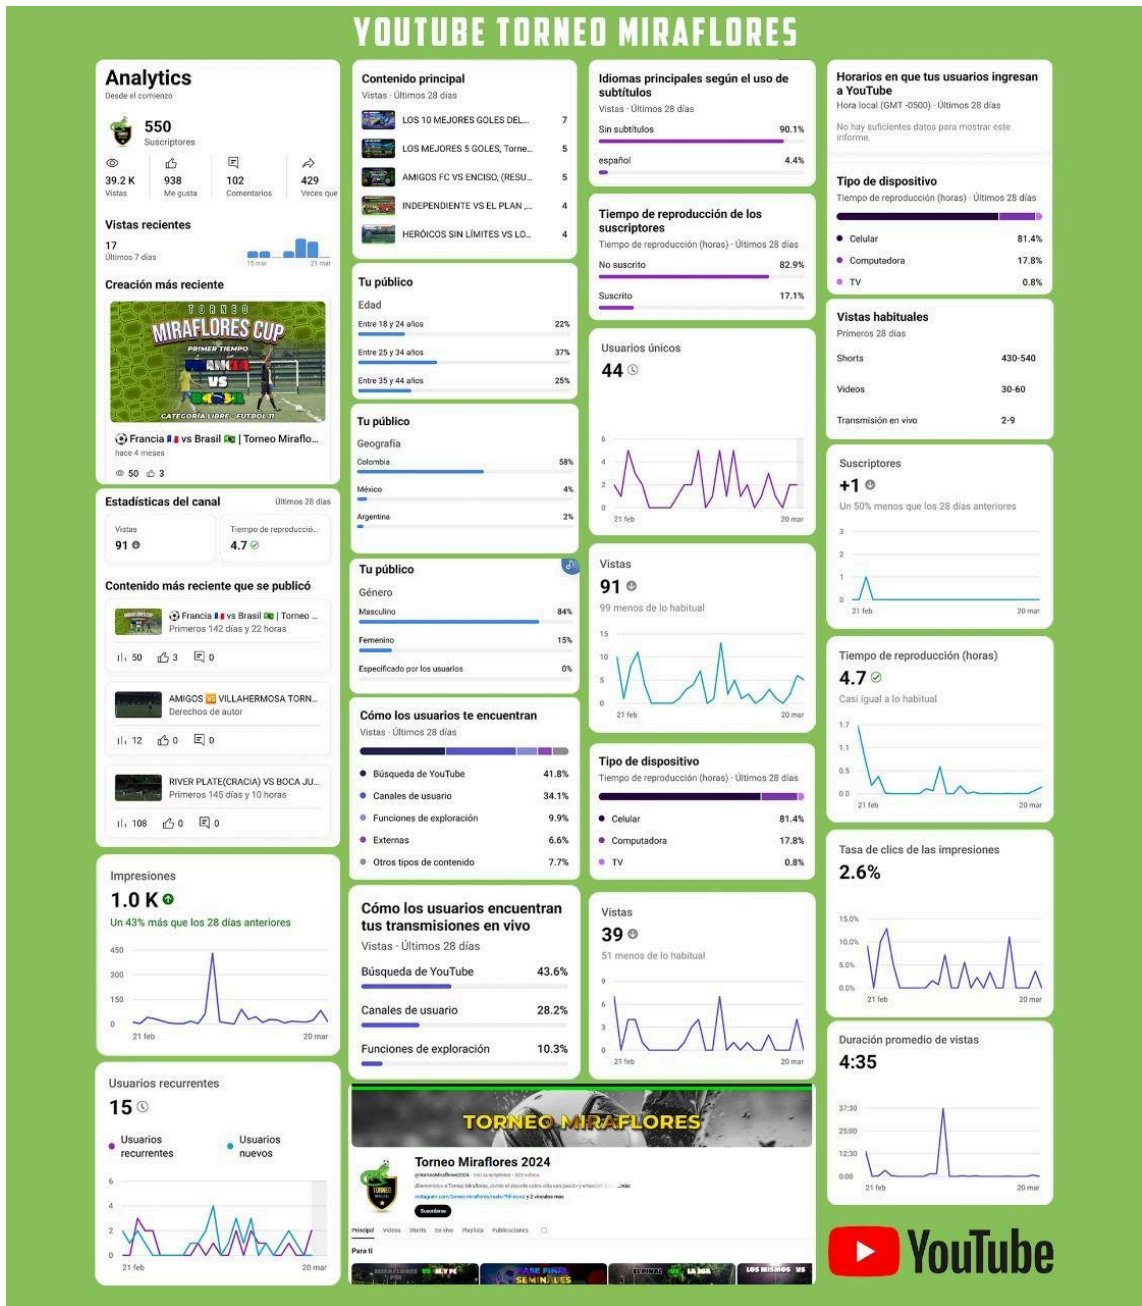 YOUTUBE TORNEO MIRAFLORES
Analytics
Desde el comienzo
550
Suscriptores
39.2 K
Vistas
938
Me gusta
102
Comentarios
429
Veces que
Vistas recientes
17
Últimos 7 días
15 mar
21 mar
Creación más reciente
TORNEO
MIRAFLORES CUP
PRIMER TIEMPO
FRANCIA
VS
BRASIL
CATEGORÍA LIBRE - FUTBOL 11
Francia vs Brasil | Torneo Miraflo...
hace 4 meses
50 3
Estadísticas del canal
Últimos 28 días
Vistas
91
Tiempo de reproducció...
4.7
Contenido más reciente que se publicó
Francia vs Brasil | Torneo ...
Primeros 142 días y 22 horas
50 3 0
AMIGOS VS VILLAHERMOSA TORN...
Derechos de autor
12 0 0
RIVER PLATE(CRACIA) VS BOCA JU...
Primeros 145 días y 10 horas
108 0 0
Impresiones
1.0 K
Un 43% más que los 28 días anteriores
450
300
150
0
21 feb
20 mar
Usuarios recurrentes
15
Usuarios recurrentes
Usuarios nuevos
6
4
2
0
21 feb
20 mar
Contenido principal
Vistas · Últimos 28 días
LOS 10 MEJORES GOLES DEL... 7
LOS MEJORES 5 GOLES, Torne... 5
AMIGOS FC VS ENCISO, (RESU... 5
INDEPENDIENTE VS EL PLAN ,... 4
HERÓICOS SIN LÍMITES VS LO... 4
Tu público
Edad
Entre 18 y 24 años 22%
Entre 25 y 34 años 37%
Entre 35 y 44 años 25%
Tu público
Geografía
Colombia 58%
México 4%
Argentina 2%
Tu público
Género
Masculino 84%
Femenino 15%
Especificado por los usuarios 0%
Cómo los usuarios te encuentran
Vistas · Últimos 28 días
Búsqueda de YouTube 41.8%
Canales de usuario 34.1%
Funciones de exploración 9.9%
Externas 6.6%
Otros tipos de contenido 7.7%
Cómo los usuarios encuentran
tus transmisiones en vivo
Vistas · Últimos 28 días
Búsqueda de YouTube 43.6%
Canales de usuario 28.2%
Funciones de exploración 10.3%
Idiomas principales según el uso de
subtítulos
Vistas · Últimos 28 días
Sin subtítulos 90.1%
español 4.4%
Tiempo de reproducción de los
suscriptores
Tiempo de reproducción (horas) · Últimos 28 días
No suscrito 82.9%
Suscrito 17.1%
Usuarios únicos
44
6
4
2
0
21 feb
20 mar
Vistas
91
99 menos de lo habitual
15
10
5
0
21 feb
20 mar
Tipo de dispositivo
Tiempo de reproducción (horas) · Últimos 28 días
Celular 81.4%
Computadora 17.8%
TV 0.8%
Vistas
39
51 menos de lo habitual
9
6
3
0
21 feb
20 mar
TORNEO MIRAFLORES
TORNEO
Torneo Miraflores 2024
y 2 vínculos más
Suscribirse
Principal Videos Shorts En vivo Playlists Publicaciones
Para ti
VS M.Y FC
FASE FINAL
SEMINALES
EL PINAL VS
LOS MISMOS VS
Horarios en que tus usuarios ingresan
a YouTube
Hora local (GMT -0500) · Últimos 28 días
No hay suficientes datos para mostrar este
informe.
Tipo de dispositivo
Tiempo de reproducción (horas) · Últimos 28 días
Celular 81.4%
Computadora 17.8%
TV 0.8%
Vistas habituales
Primeros 28 días
Shorts 430-540
Videos 30-60
Transmisión en vivo 2-9
Suscriptores
+1
Un 50% menos que los 28 días anteriores
3
2
1
0
21 feb
20 mar
Tiempo de reproducción (horas)
4.7
Casi igual a lo habitual
1.7
1.1
0.5
0.0
21 feb
20 mar
Tasa de clics de las impresiones
2.6%
15.0%
10.0%
5.0%
0.0%
21 feb
20 mar
Duración promedio de vistas
4:35
37:30
25:00
12:30
0:00
21 feb
20 mar
YouTube